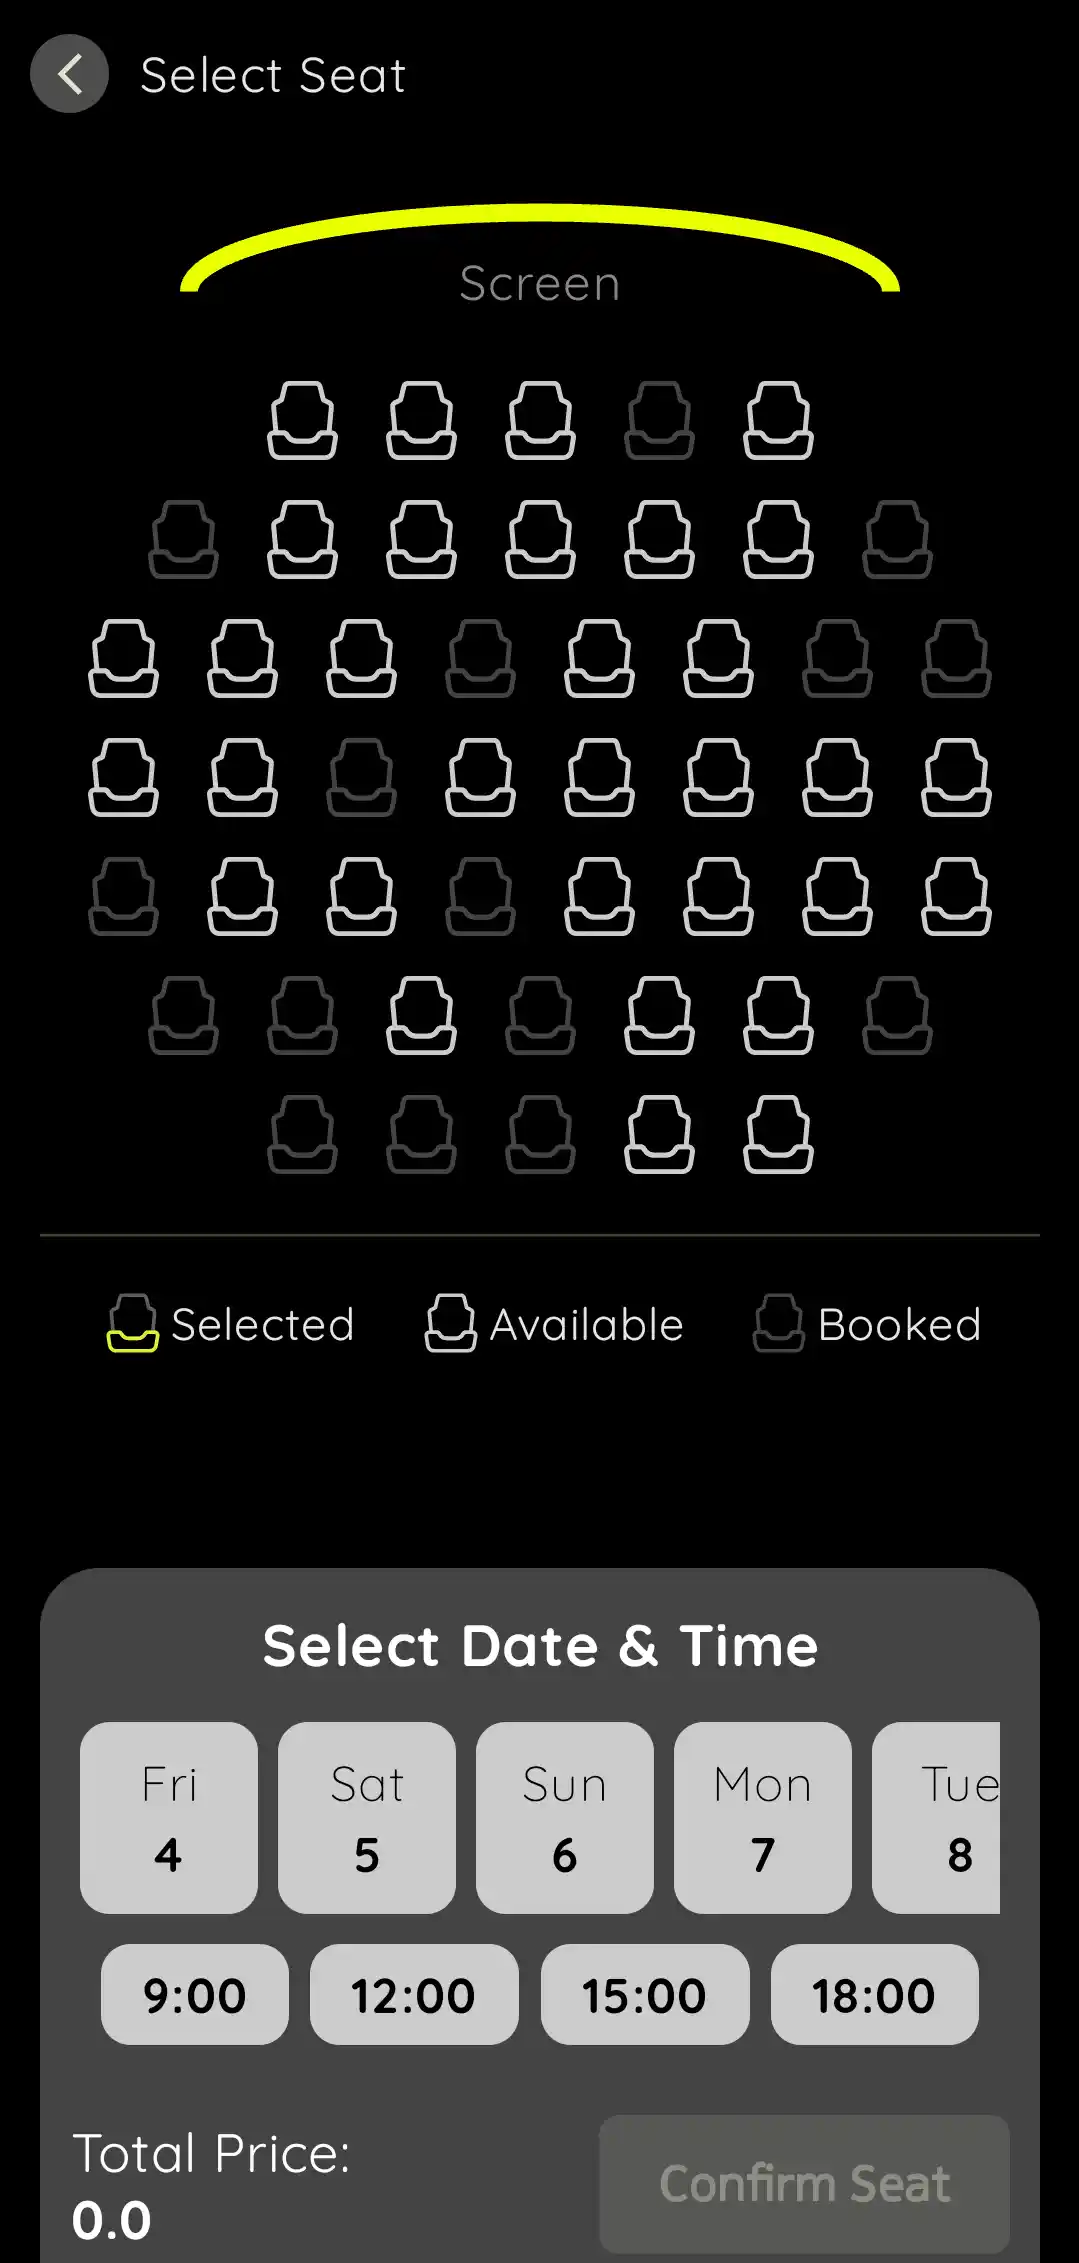 Select Seat
Screen
Selected Available Booked
Select Date & Time
Fri Sat Sun Mon Tue
4 5 6 7 8
9:00 12:00 15:00 18:00
Total Price:
0.0
Confirm Seat